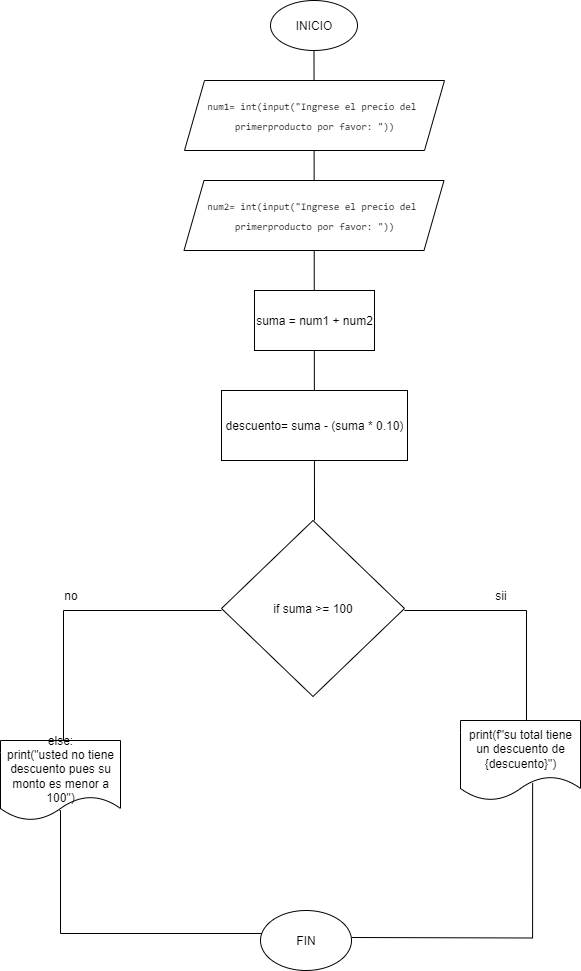 INICIO
num1= int(input("Ingrese el precio del
primerproducto por favor: "))
num2= int(input("Ingrese el precio del
primerproducto por favor: "))
suma = num1 + num2
descuento= suma - (suma * 0.10)
if suma >= 100
no
sii
else:
print("usted no tiene
descuento pues su
monto es menor a
100")
print(f"su total tiene
un descuento de
{descuento}")
FIN